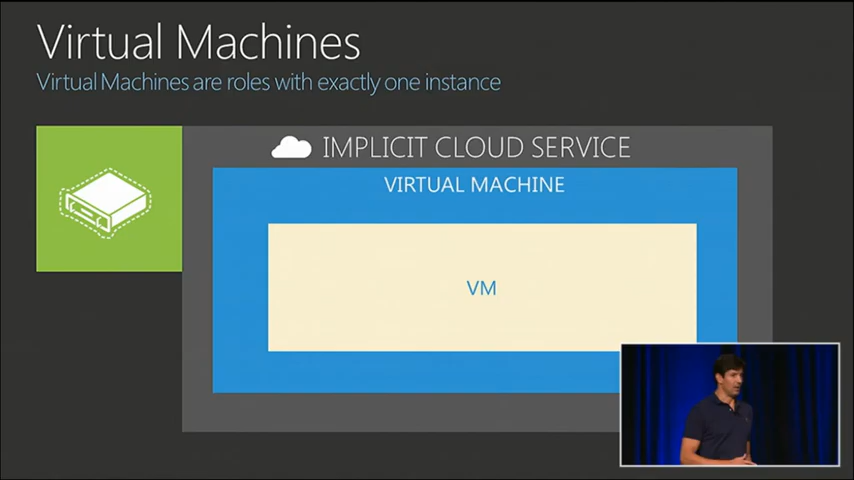 Virtual Machines
Virtual Machines are roles with exactly one instance
IMPLICIT CLOUD SERVICE
VIRTUAL MACHINE
VM